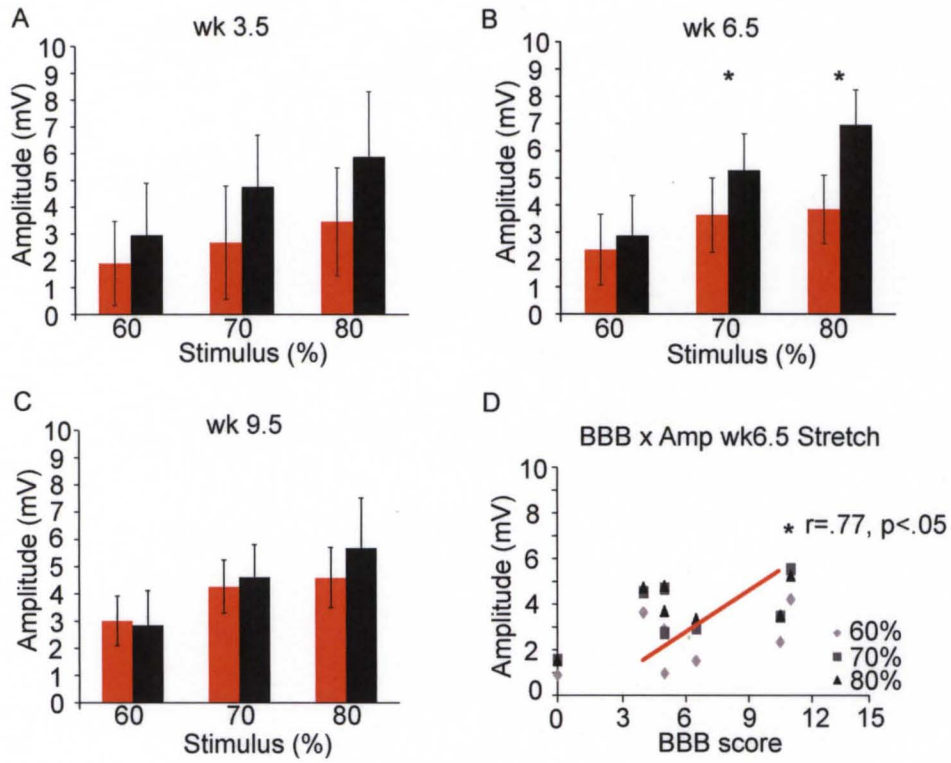 A
wk 3.5
10
9
8
7
6
5
4
3
2
1
0
Amplitude (mV)
60 70 80
Stimulus (%)
B
wk 6.5
10
9
8
7
6
5
4
3
2
1
0
Amplitude (mV)
* *
60 70 80
Stimulus (%)
C
wk 9.5
10
9
8
7
6
5
4
3
2
1
0
Amplitude (mV)
60 70 80
Stimulus (%)
D
BBB x Amp wk6.5 Stretch
10
8
6
4
2
0
Amplitude (mV)
* r=.77, p<.05
60%
70%
80%
0 3 6 9 12 15
BBB score